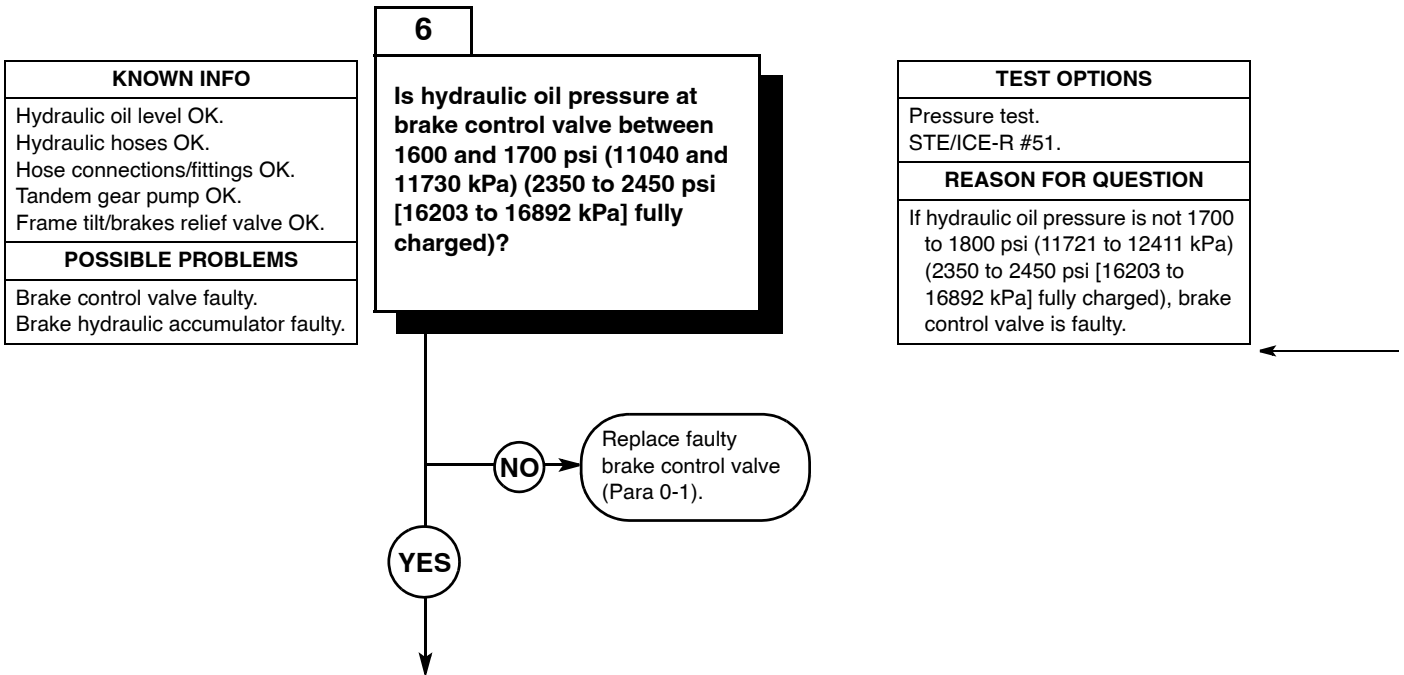 6
KNOWN INFO
Hydraulic oil level OK.
Hydraulic hoses OK.
Hose connections/fittings OK.
Tandem gear pump OK.
Frame tilt/brakes relief valve OK.
POSSIBLE PROBLEMS
Brake control valve faulty.
Brake hydraulic accumulator faulty.
Is hydraulic oil pressure at
brake control valve between
1600 and 1700 psi (11040 and
11730 kPa) (2350 to 2450 psi
[16203 to 16892 kPa] fully
charged)?
TEST OPTIONS
Pressure test.
STE/ICE-R #51.
REASON FOR QUESTION
If hydraulic oil pressure is not 1700
to 1800 psi (11721 to 12411 kPa)
(2350 to 2450 psi [16203 to
16892 kPa] fully charged), brake
control valve is faulty.
NO
Replace faulty
brake control valve
(Para 0-1).
YES